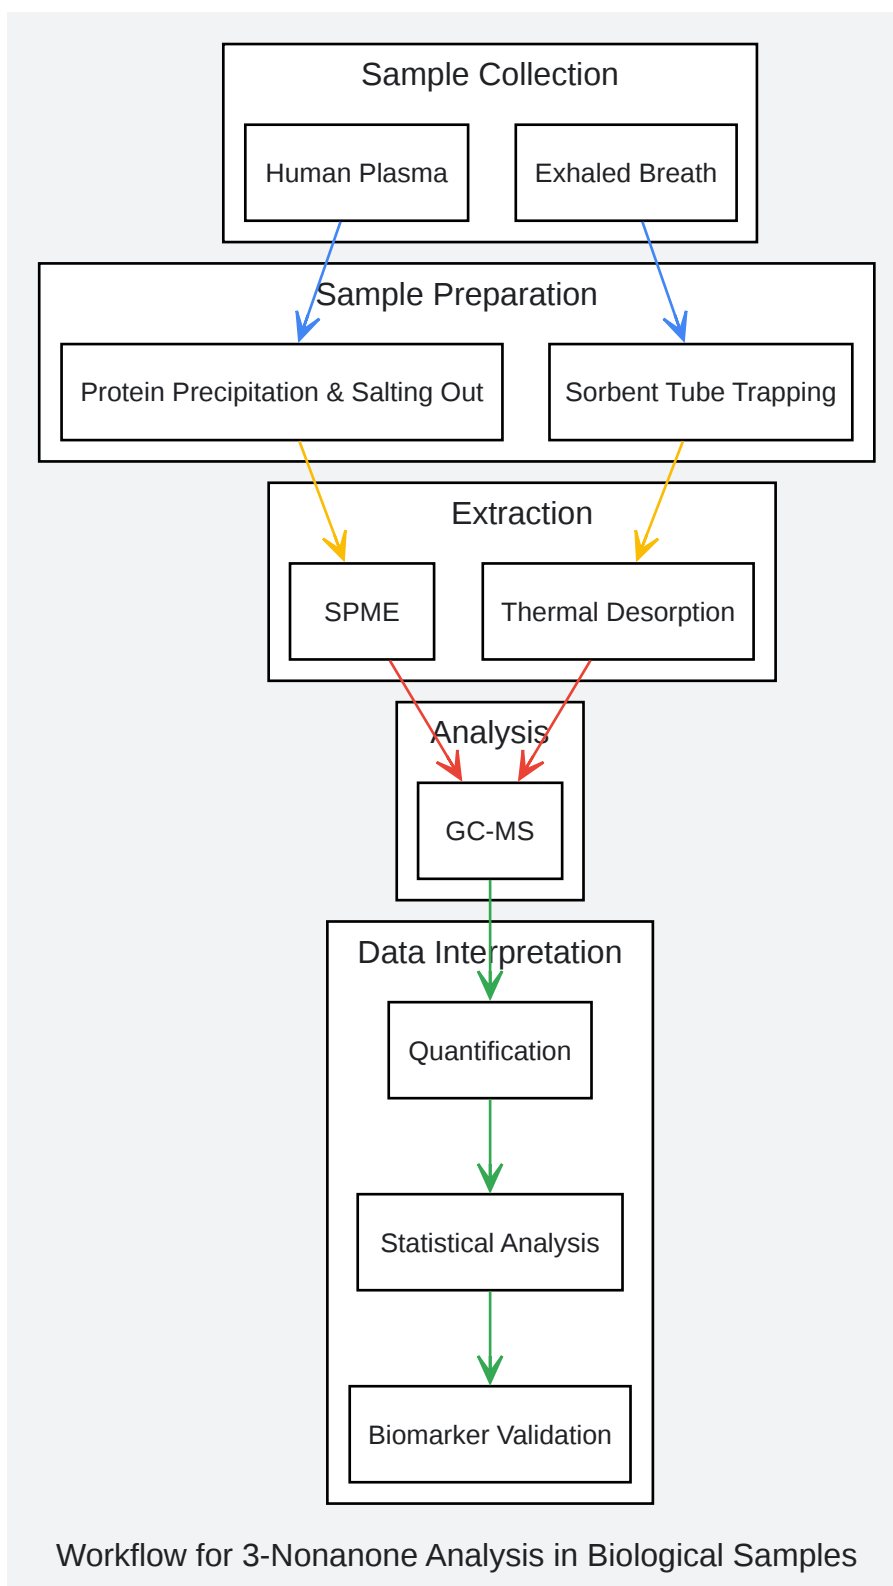 Sample Collection
Human Plasma
Exhaled Breath
Sample Preparation
Protein Precipitation & Salting Out
Sorbent Tube Trapping
Extraction
SPME
Thermal Desorption
Analysis
GC-MS
Data Interpretation
Quantification
Statistical Analysis
Biomarker Validation
Workflow for 3-Nonanone Analysis in Biological Samples